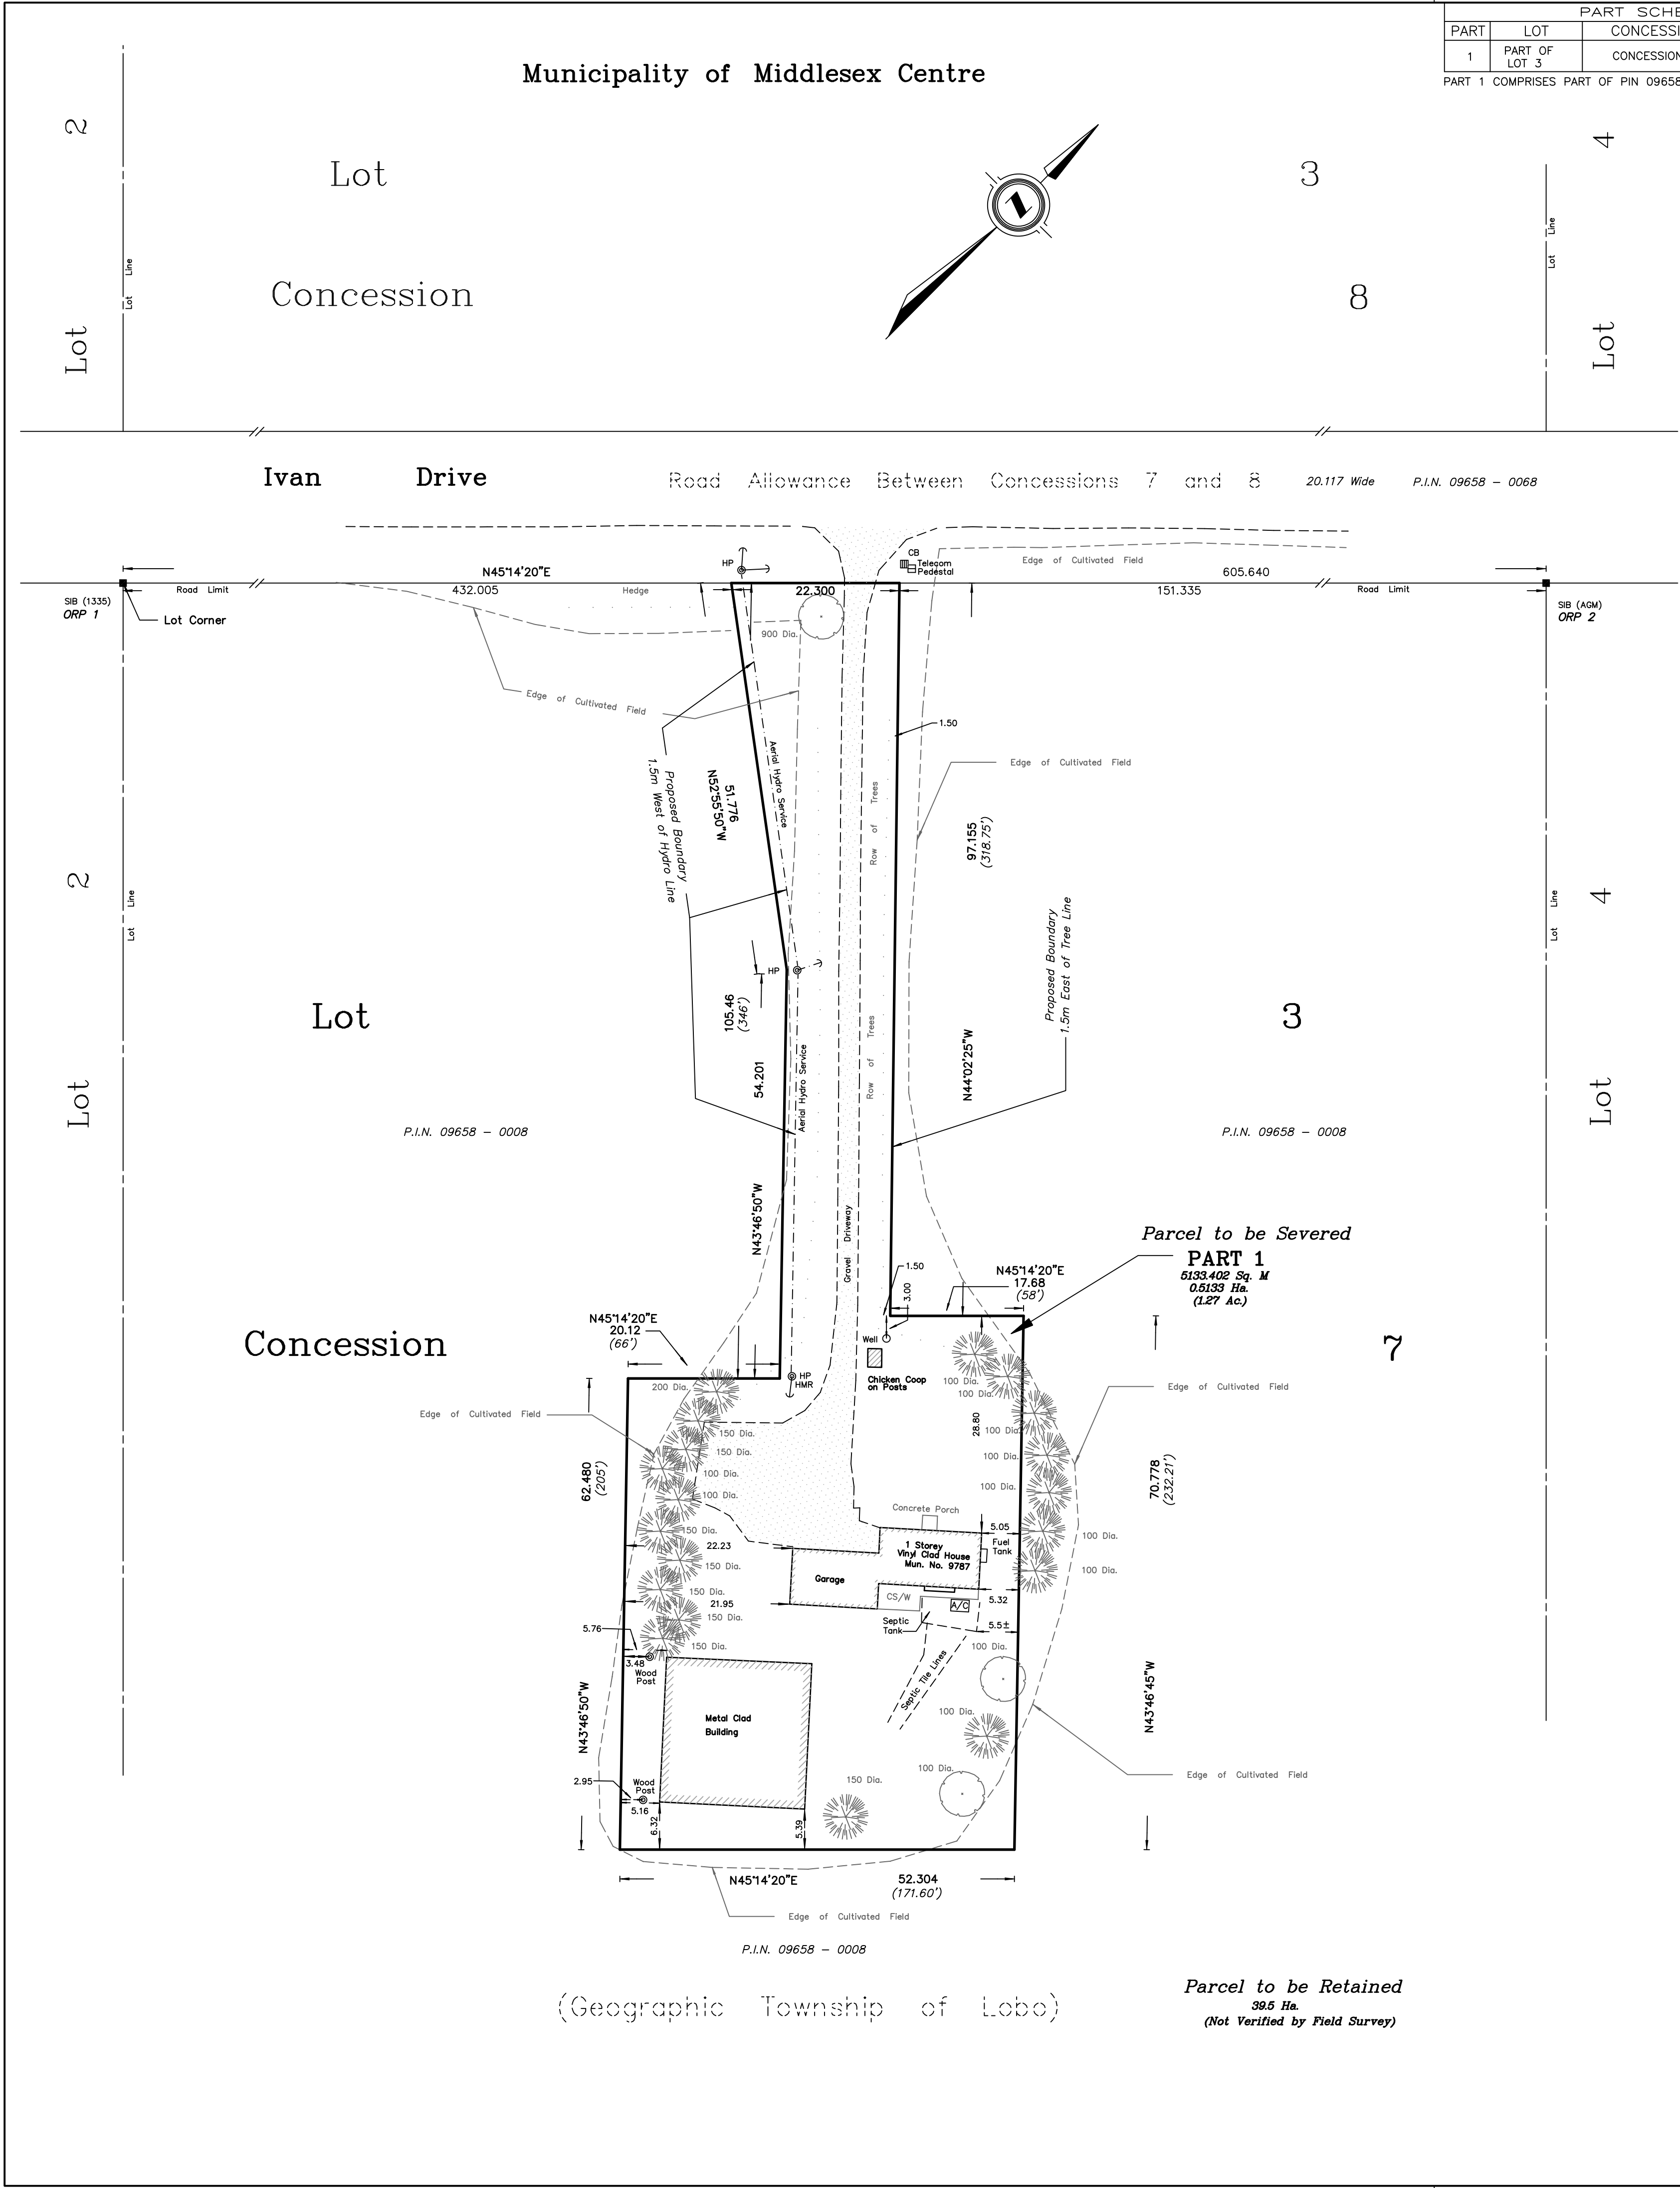 PART SCHE
PART LOT CONCESSI
1 PART OF LOT 3 CONCESSION
PART 1 COMPRISES PART OF PIN 09658
Municipality of Middlesex Centre
Lot 2
Lot 3
Lot 4
Lot Line
Lot Line
Concession 8
Ivan Drive
Road Allowance Between Concessions 7 and 8
20.117 Wide
P.I.N. 09658 - 0068
HP
CB
Telecom
Pedestal
Edge of Cultivated Field
N45°14'20"E
605.640
Road Limit
432.005
Hedge
22.300
151.335
Road Limit
SIB (1335)
ORP 1
Lot Corner
SIB (AGM)
ORP 2
900 Dia.
Edge of Cultivated Field
1.50
Aerial Hydro Service
Proposed Boundary
1.5m West of Hydro Line
51.776
N52°55'50"W
Row of Trees
Edge of Cultivated Field
97.155
(318.75')
Lot 2
Lot Line
Lot 4
Lot Line
Proposed Boundary
1.5m East of Tree Line
HP
105.46
(346')
54.201
Lot 3
Aerial Hydro Service
Row of Trees
N44°02'25"W
P.I.N. 09658 - 0008
P.I.N. 09658 - 0008
N43°46'50"W
Gravel Driveway
Parcel to be Severed
PART 1
5133.402 Sq. M
0.5133 Ha.
(1.27 Ac.)
1.50
3.00
N45°14'20"E
17.68
(58')
N45°14'20"E
20.12
(66')
Concession 7
Well
HP
HMR
Chicken Coop
on Posts
200 Dia.
100 Dia.
100 Dia.
Edge of Cultivated Field
Edge of Cultivated Field
28.80
100 Dia.
150 Dia.
150 Dia.
100 Dia.
100 Dia.
100 Dia.
100 Dia.
62.480
(205')
70.778
(232.21')
Concrete Porch
150 Dia.
5.05
100 Dia.
22.23
1 Storey
Vinyl Clad House
Mun. No. 9787
Fuel
Tank
150 Dia.
100 Dia.
Garage
150 Dia.
CS/W
A/C
5.32
21.95
150 Dia.
Septic
Tank
5.5±
5.76
150 Dia.
100 Dia.
3.48
Wood
Post
Septic Tile Lines
N43°46'50"W
N43°46'45"W
Metal Clad
Building
100 Dia.
100 Dia.
150 Dia.
Edge of Cultivated Field
2.95
Wood
Post
5.16
6.32
5.39
N45°14'20"E
52.304
(171.60')
Edge of Cultivated Field
P.I.N. 09658 - 0008
(Geographic Township of Lobo)
Parcel to be Retained
39.5 Ha.
(Not Verified by Field Survey)